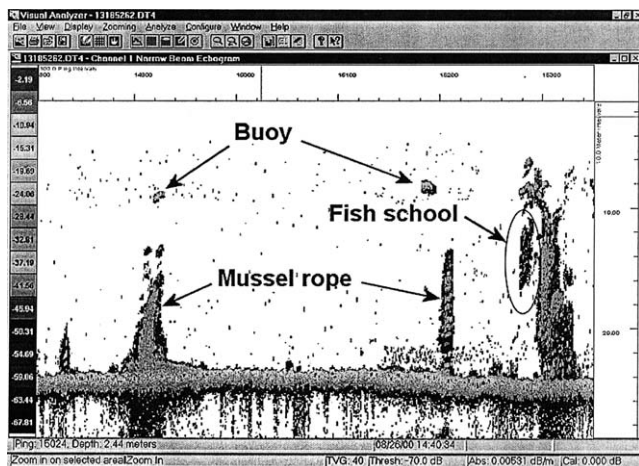 Visual Analyzer - 13185262.DT4
File View Display Zooming Analyze Configure Window Help
13185262.DT4 - Channel 1 Narrow Beam Echogram
-2.19
-6.56
-10.94
-15.31
-19.69
-24.06
-28.44
-32.81
-37.19
-41.56
-45.94
-50.31
-54.69
-59.06
-63.44
-67.81
15100
15200
15300
10.00
20.00
Buoy
Fish school
Mussel rope
Ping: 15024, Depth: 2.44 meters
08/26/00 14:40:34
Zoom in on selected area/Zoom In
TVG: 40
Thresh:-70.0 dB
Abs: 0.00531 dB/m
Cal: 0.000 dB